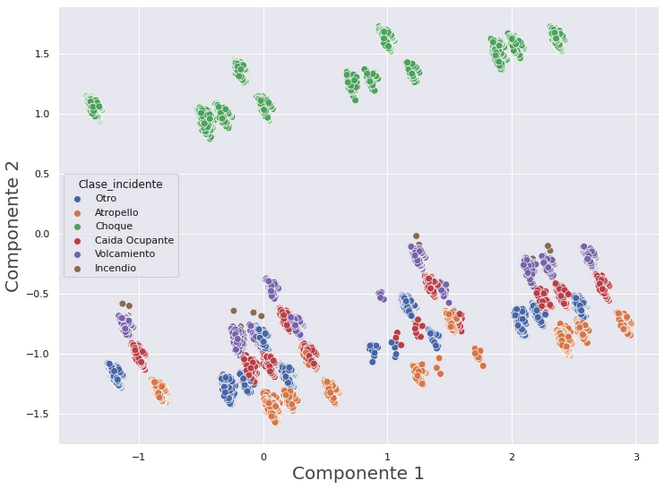 1.5
1.0
0.5
0.0
−0.5
−1.0
−1.5
Componente 2
Clase_incidente
Otro
Atropello
Choque
Caida Ocupante
Volcamiento
Incendio
−1
0
1
2
3
Componente 1